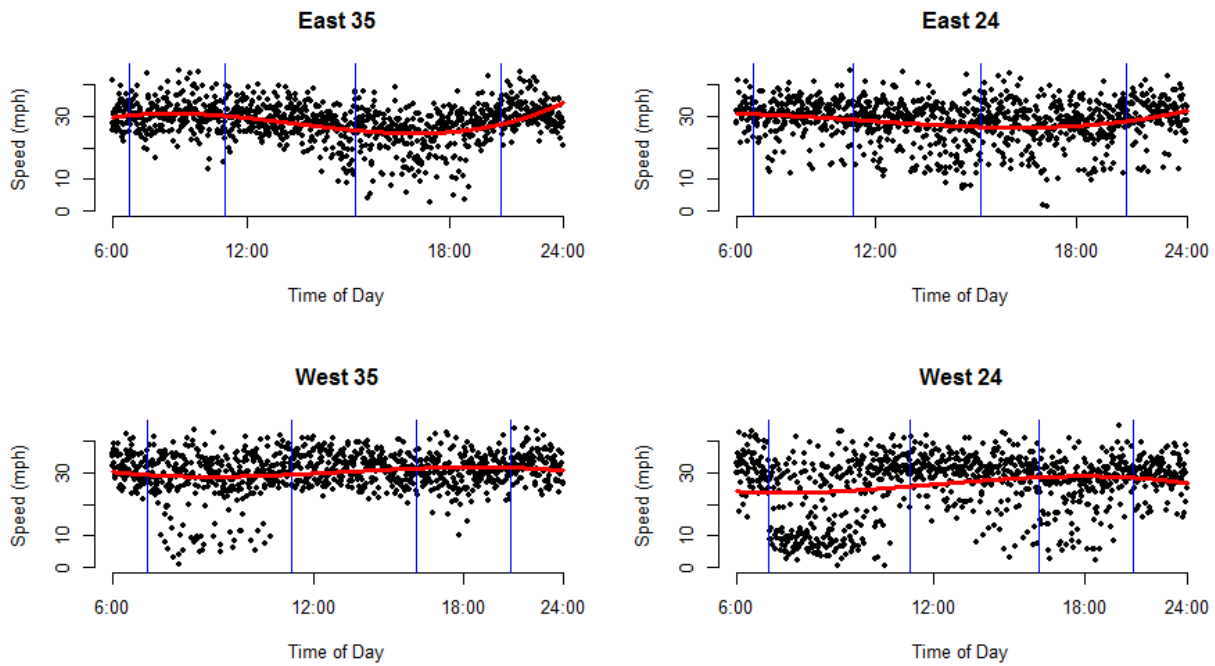 East 35
Speed (mph)
0
10
30
6:00
12:00
18:00
24:00
Time of Day
East 24
Speed (mph)
0
10
30
6:00
12:00
18:00
24:00
Time of Day
West 35
Speed (mph)
0
10
30
6:00
12:00
18:00
24:00
Time of Day
West 24
Speed (mph)
0
10
30
6:00
12:00
18:00
24:00
Time of Day